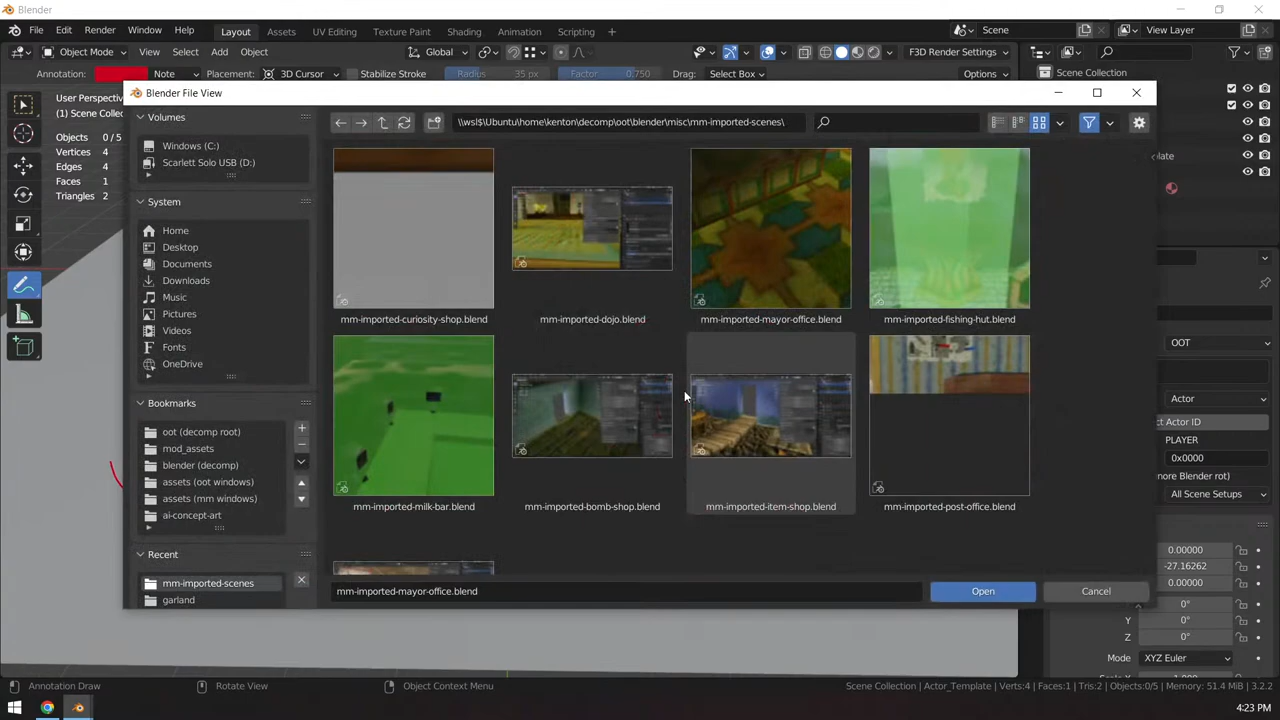 Blender
File Edit Render Window Help Layout Assets UV Editing Texture Paint Shading Animation Scripting Scene View Layer
Object Mode View Select Add Object Global F3D Render Settings
Annotation: Note Placement: 3D Cursor Stabilize Stroke Radius 35 px Factor 0.750 Drag: Select Box Options Scene Collection
Blender File View
User Perspective
(1) Scene Collec
Objects 0/5
Vertices 4
Edges 4
Faces 1
Triangles 2
Volumes
Windows (C:)
Scarlett Solo USB (D:)
System
Home
Desktop
Documents
Downloads
Music
Pictures
Videos
Fonts
OneDrive
Bookmarks
oot (decomp root)
mod_assets
blender (decomp)
assets (oot windows)
assets (mm windows)
ai-concept-art
Recent
mm-imported-scenes
garland
\\wsl$\Ubuntu\home\kenton\decomp\oot\blender\misc\mm-imported-scenes\
mm-imported-curiosity-shop.blend mm-imported-dojo.blend mm-imported-mayor-office.blend mm-imported-fishing-hut.blend
mm-imported-milk-bar.blend mm-imported-bomb-shop.blend mm-imported-item-shop.blend mm-imported-post-office.blend
mm-imported-mayor-office.blend Open Cancel
plate
OOT
Actor
ct Actor ID
PLAYER
0x0000
nore Blender rot)
All Scene Setups
0.00000
-27.16262
0.00000
0°
Y 0°
Z 0°
Mode XYZ Euler
Annotation Draw Rotate View Object Context Menu Scene Collection | Actor_Template | Verts:4 | Faces:1 | Tris:2 | Objects:0/5 | Memory: 51.4 MiB | 3.2.2
4:23 PM